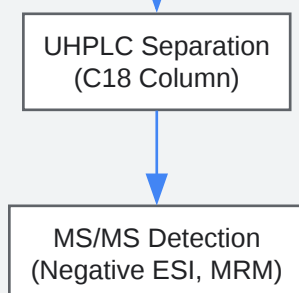 UHPLC Separation
(C18 Column)
MS/MS Detection
(Negative ESI, MRM)